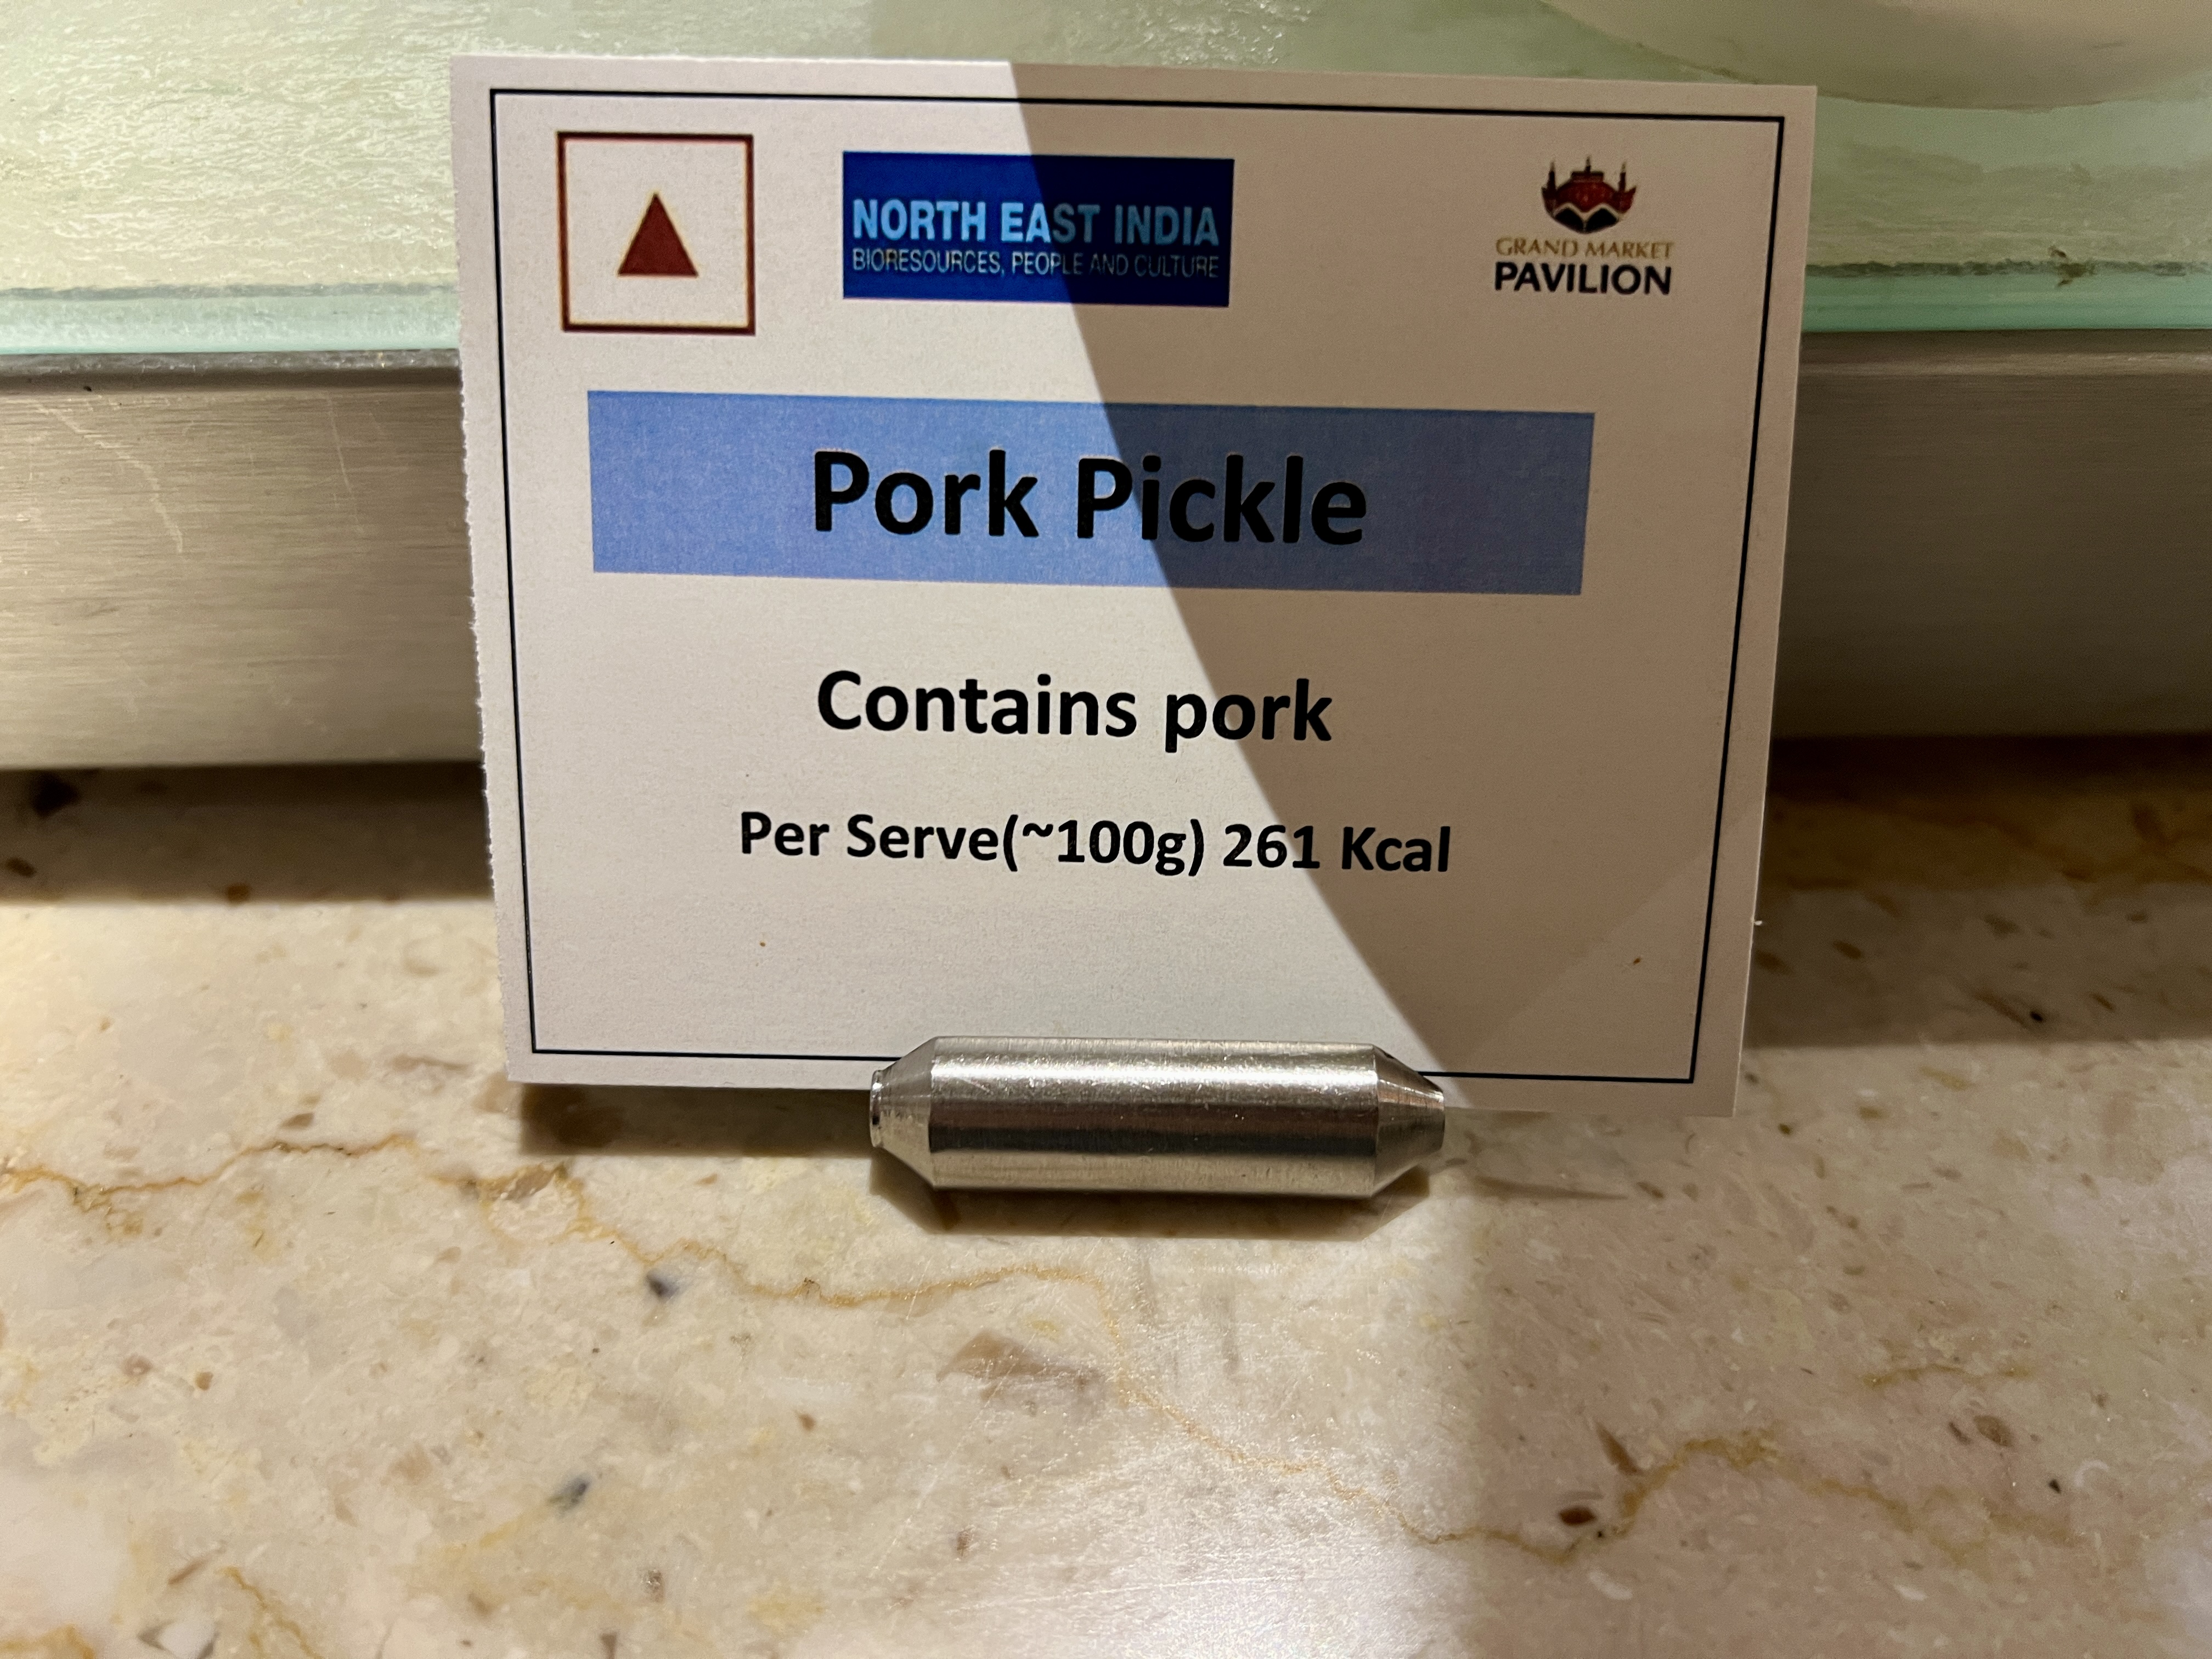 NORTH EAST INDIA
BIORESOURCES, PEOPLE AND CULTURE
GRAND MARKET
PAVILION
Pork Pickle
Contains pork
Per Serve(~100g) 261 Kcal